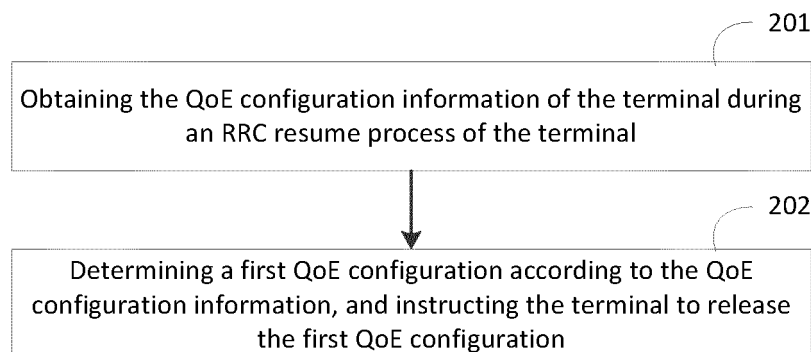 201
Obtaining the QoE configuration information of the terminal during
an RRC resume process of the terminal
202
Determining a first QoE configuration according to the QoE
configuration information, and instructing the terminal to release
the first QoE configuration